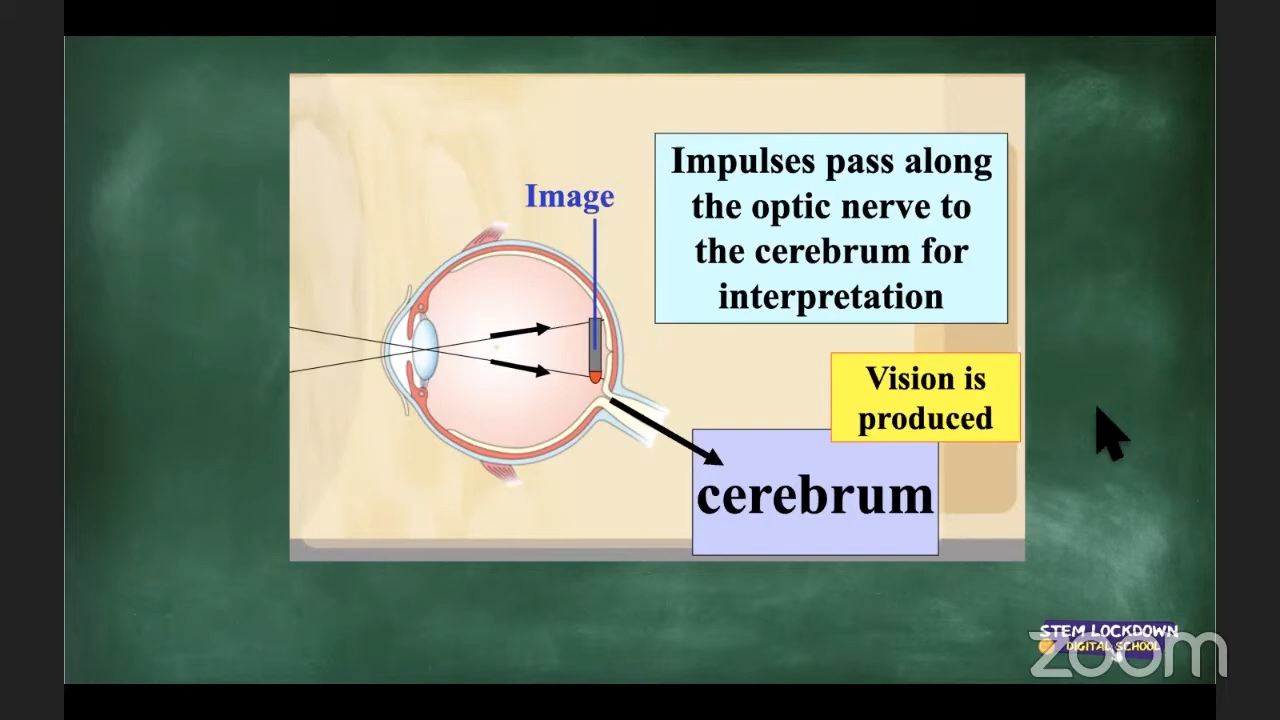 Image
Impulses pass along
the optic nerve to
the cerebrum for
interpretation
Vision is
produced
cerebrum
STEM LOCKDOWN
DIGITAL SCHOOL
zoom